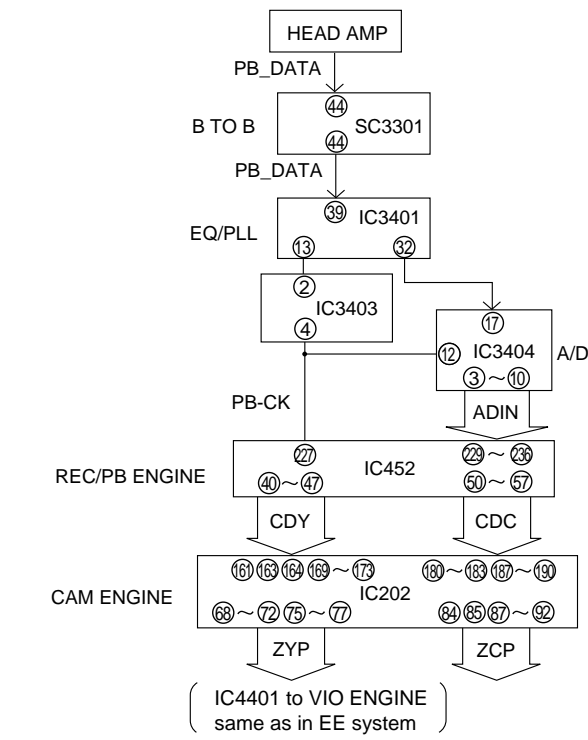 HEAD AMP
PB_DATA
44
B TO B
SC3301
44
PB_DATA
39
IC3401
EQ/PLL
13
32
2
IC3403
17
4
12
IC3404
A/D
3～10
PB-CK
ADIN
227
229～236
REC/PB ENGINE
IC452
40～47
50～57
CDY
CDC
161 163 164 169～173
180～183 187～190
CAM ENGINE
IC202
68～72 75～77
84 85 87～92
ZYP
ZCP
IC4401 to VIO ENGINE
same as in EE system